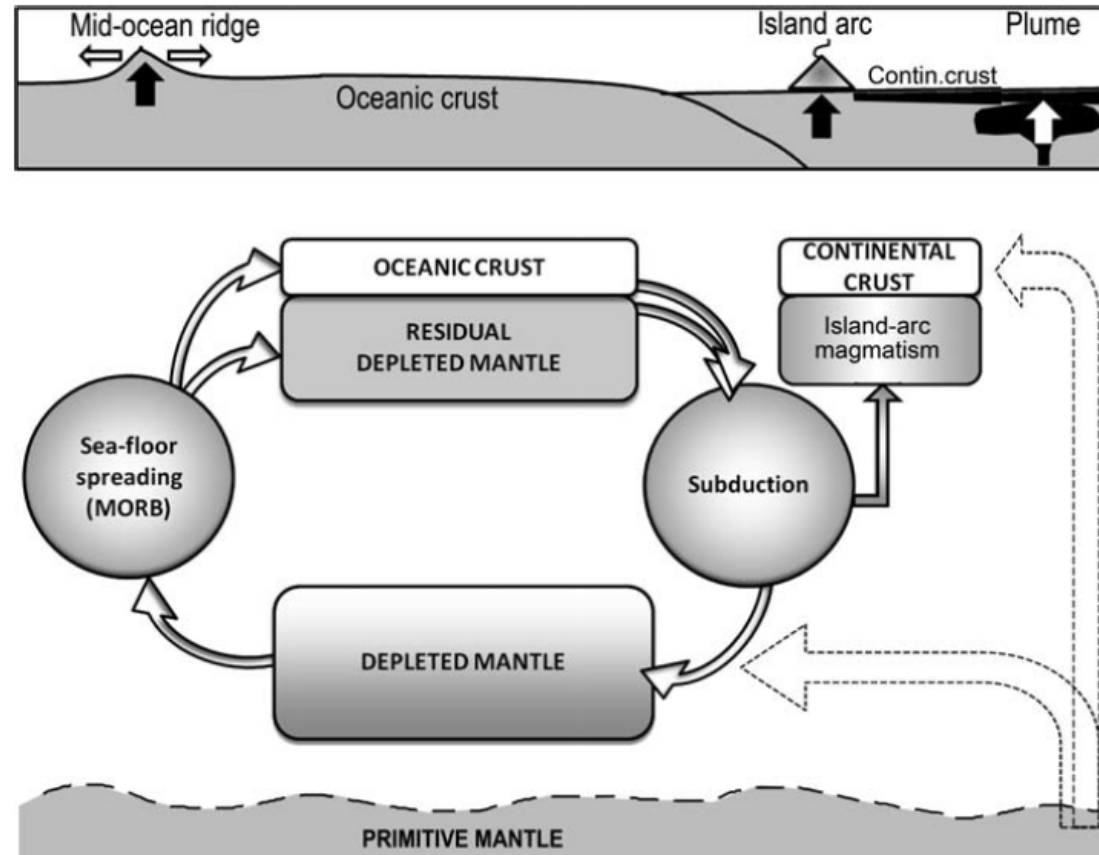 Mid-ocean ridge
Island arc
Plume
Contin.crust
Oceanic crust
OCEANIC CRUST
CONTINENTAL
CRUST
RESIDUAL
DEPLETED MANTLE
Island-arc
magmatism
Sea-floor
spreading
(MORB)
Subduction
DEPLETED MANTLE
PRIMITIVE MANTLE